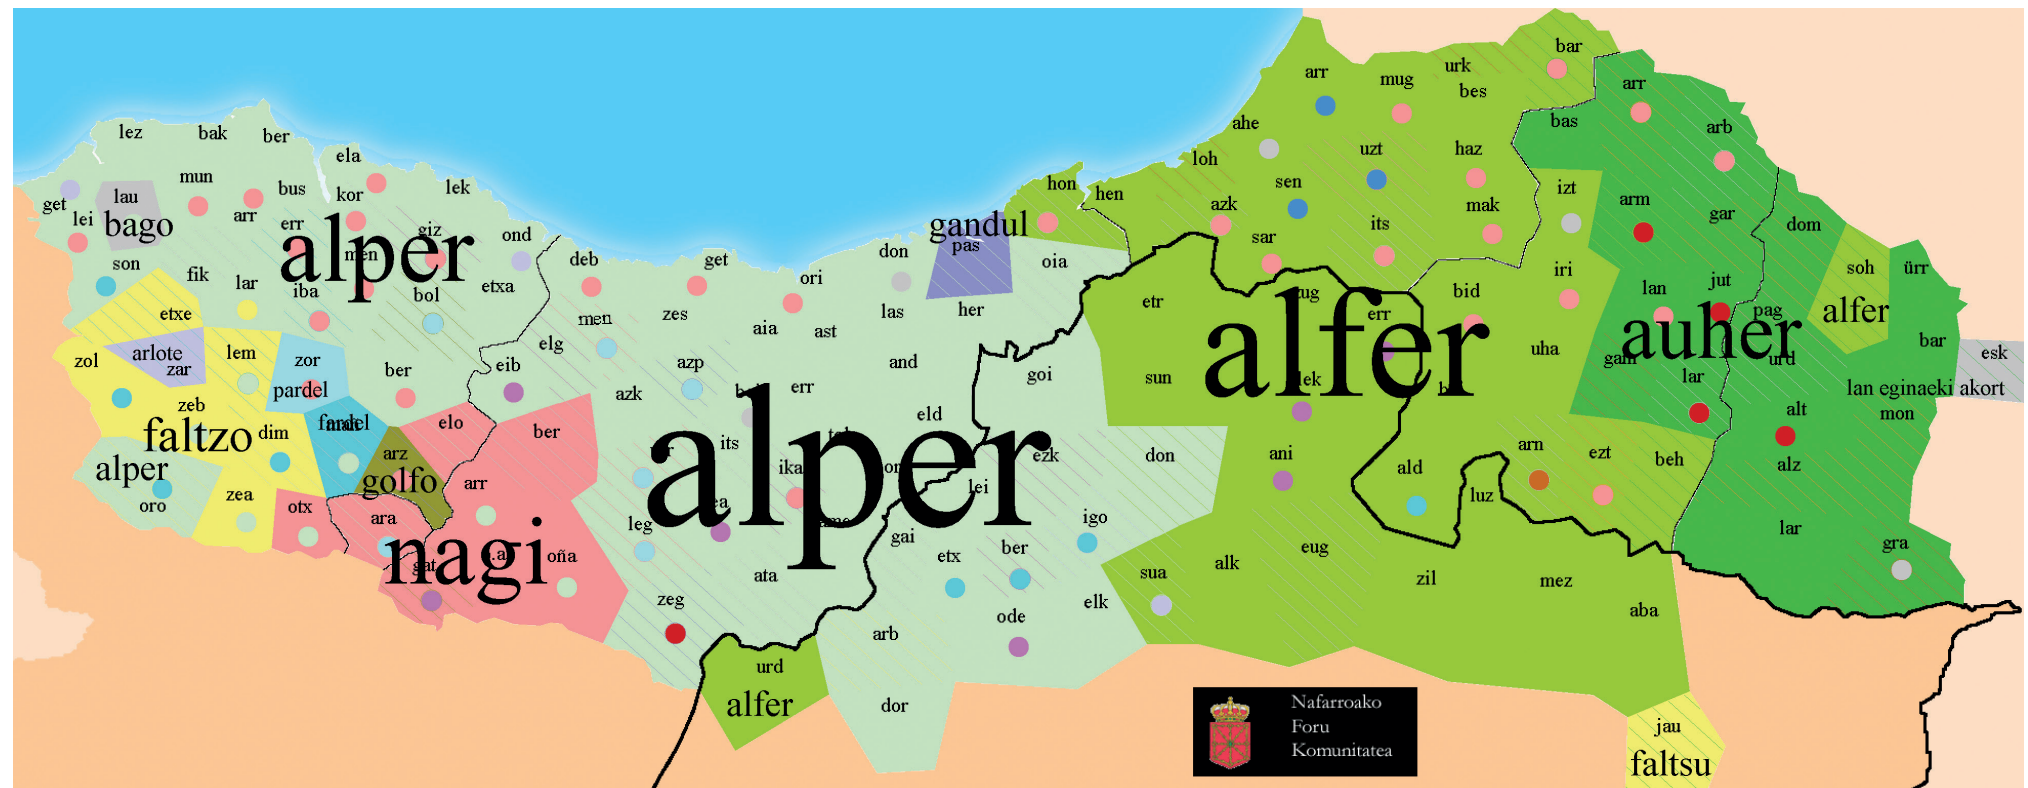 bar
arr
mug
urk
bes
arr
lez
bak
ber
ahe
bas
arb
ela
loh
uzt
haz
mun
bus
kor
lek
lau
get
lei
bago
arr
err
alper
giz
ond
men
gandul
pas
hon
hen
azk
sen
mak
izt
arm
gar
dom
son
fik
lar
iba
bol
etxa
deb
get
ori
don
oia
sar
its
iri
soh
ürr
etxe
men
zes
aia
ast
las
her
etr
zug
err
bid
lan
jut
pag
alfer
alfer
auher
zol
arlote
zar
lem
zor
pardel
ber
elg
eib
azp
and
goi
sun
lek
uha
gam
lar
urd
bar
esk
zeb
faltzo
dim
fardel
elo
azk
err
eld
lan eginaeki akort
alt
mon
alper
arz
golfo
ber
its
alper
ezk
don
ani
ald
arn
ezt
beh
alz
oro
zea
otx
ara
arr
ika
lei
luz
lar
nagi
oña
leg
gai
igo
gat
ata
etx
ber
sua
alk
eug
zil
mez
gra
zeg
ode
elk
aba
arb
urd
alfer
dor
Nafarroako
Foru
Komunitatea
jau
faltsu